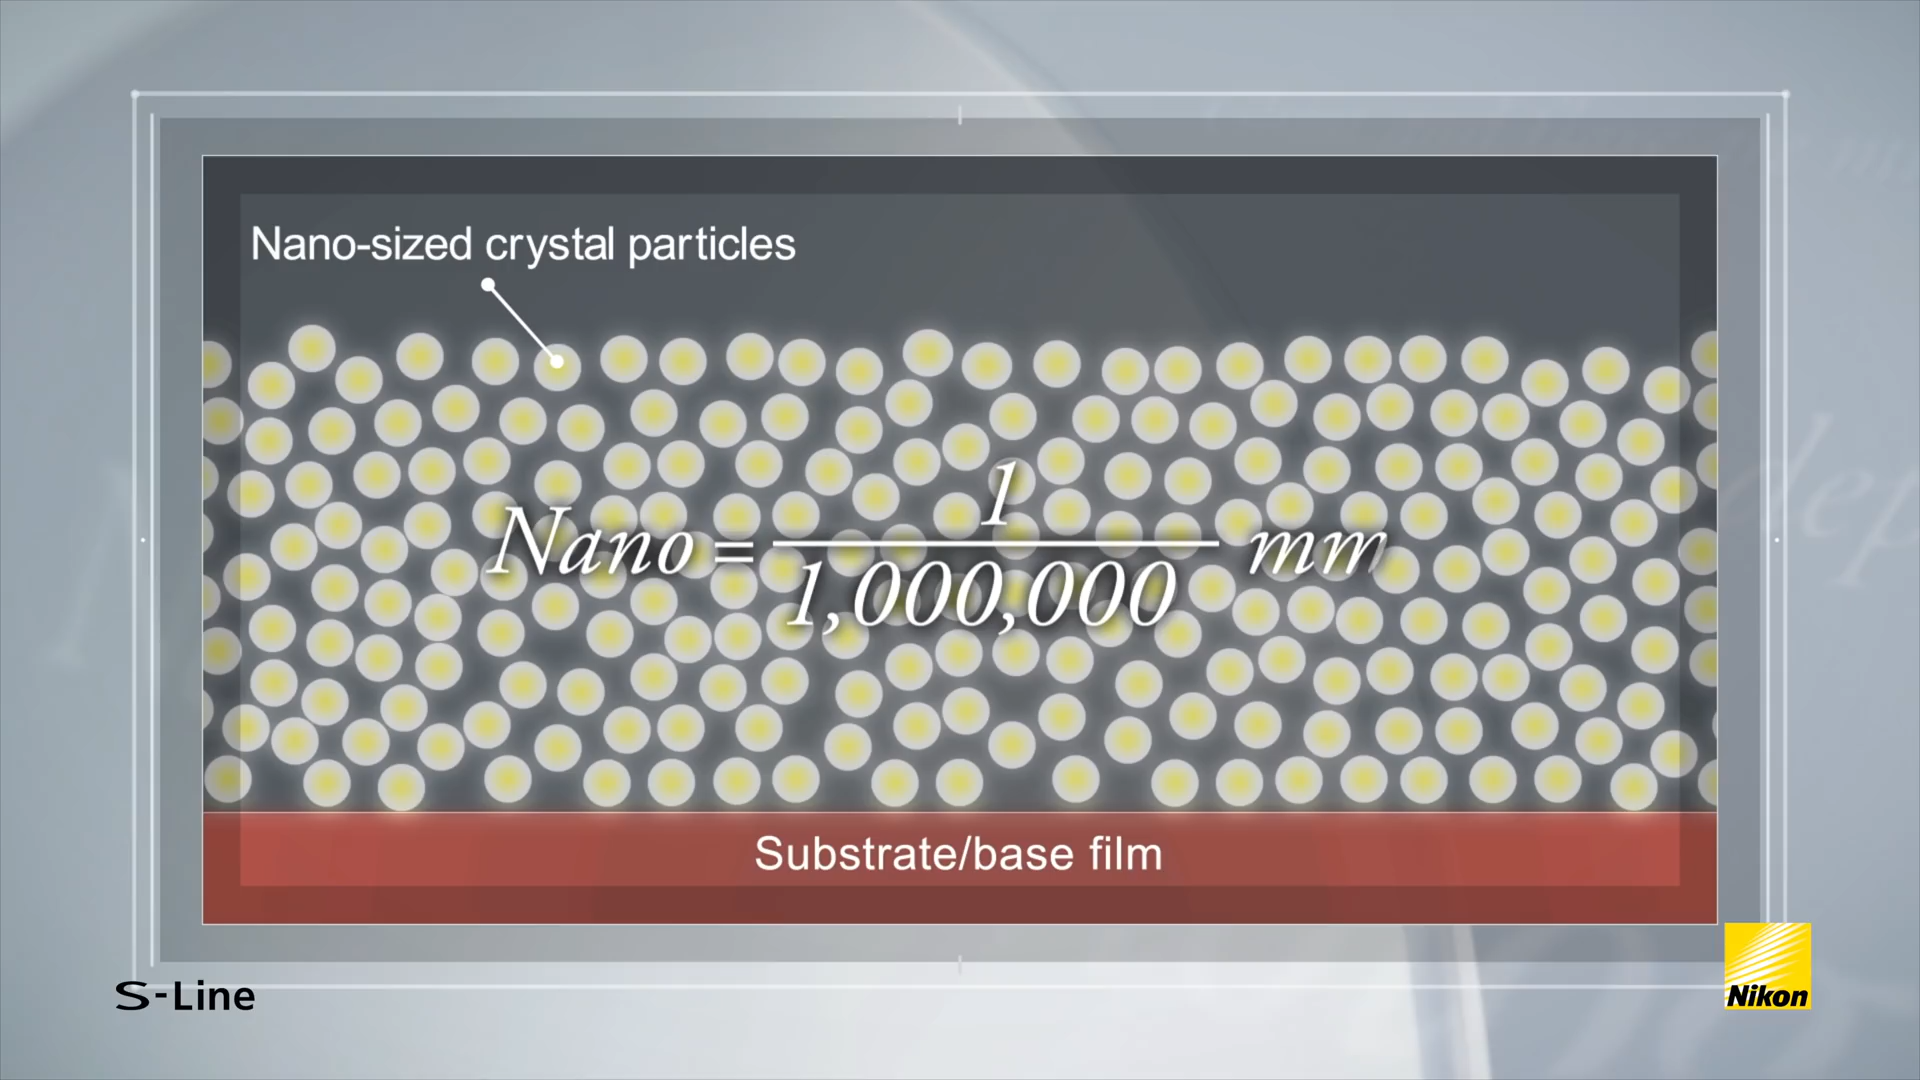 Nano-sized crystal particles
Nano = 1/1,000,000 mm
Substrate/base film
S-Line
Nikon